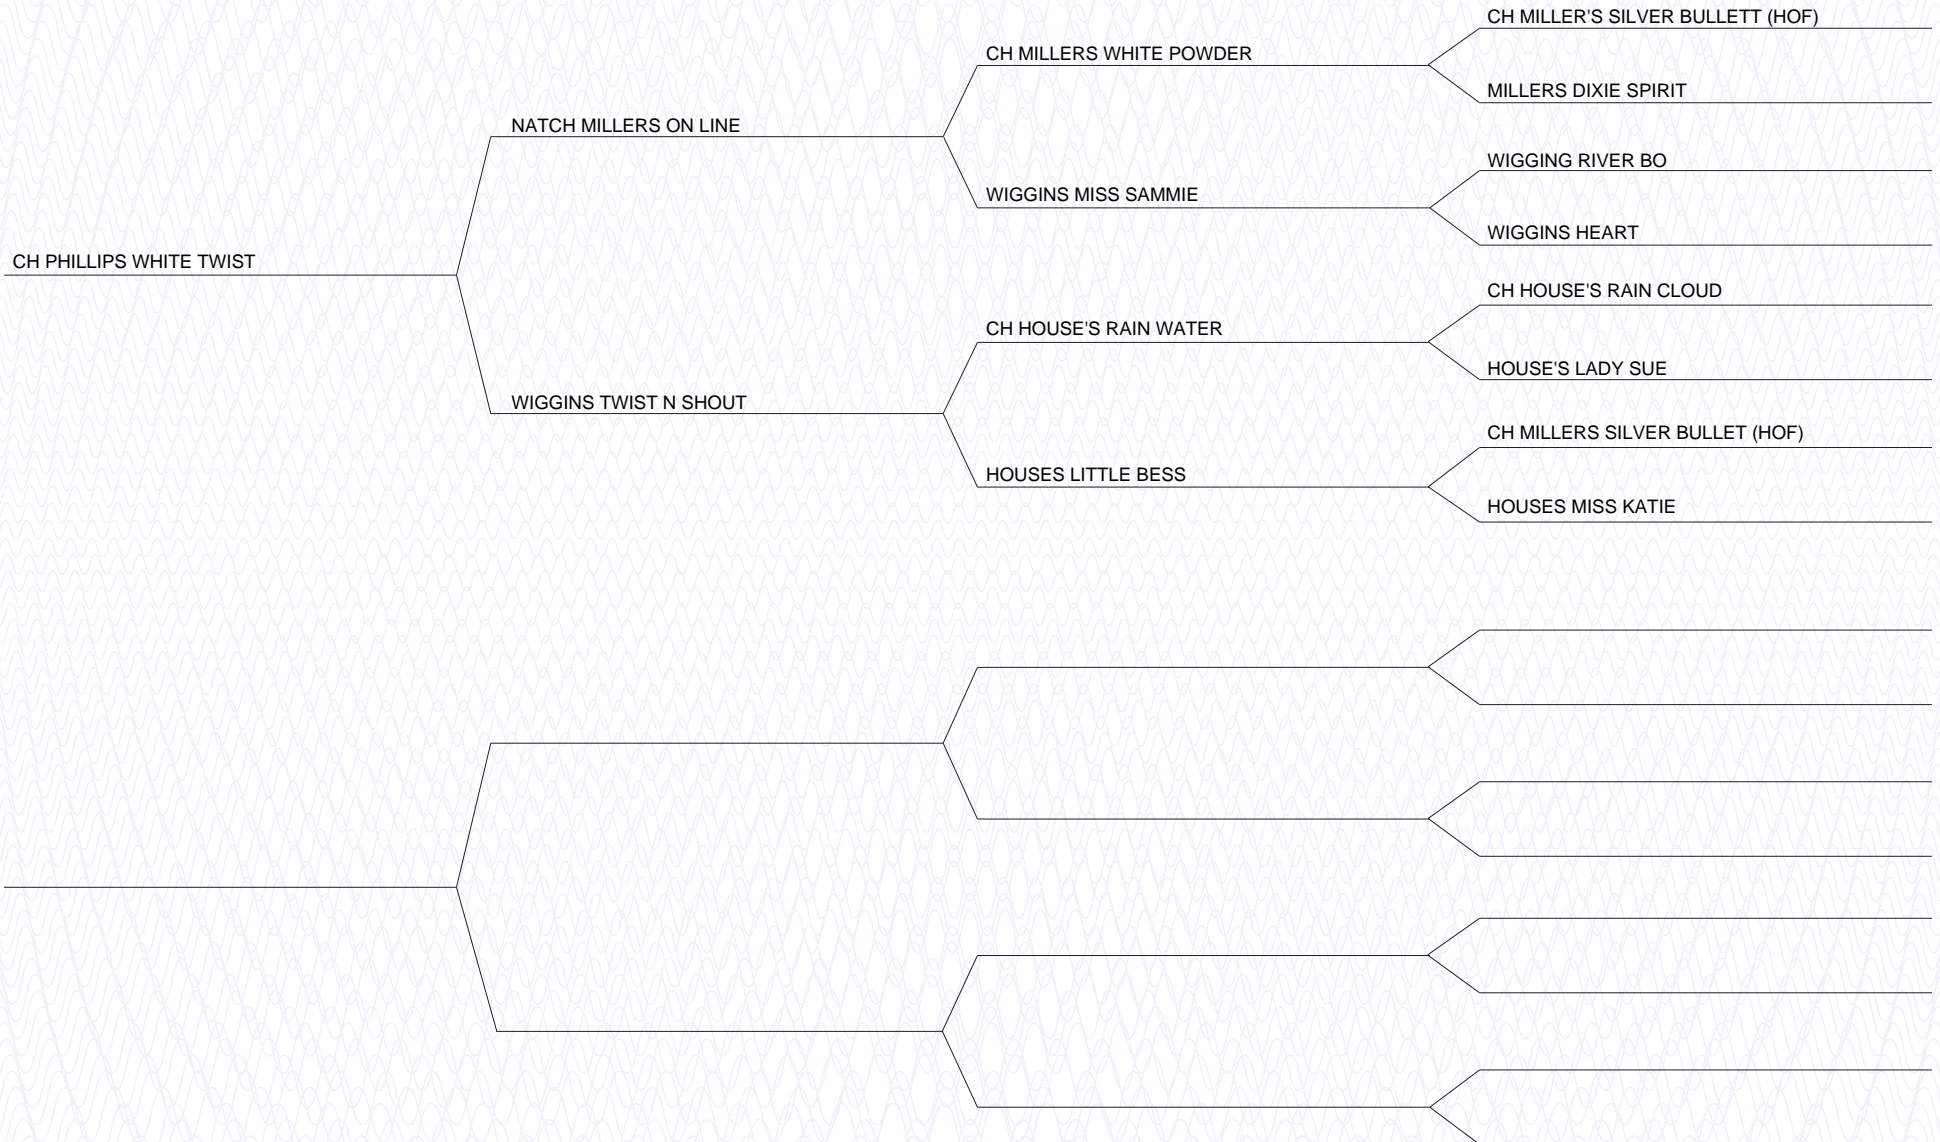 CH MILLER'S SILVER BULLETT (HOF)
CH MILLERS WHITE POWDER
MILLERS DIXIE SPIRIT
NATCH MILLERS ON LINE
WIGGING RIVER BO
WIGGINS MISS SAMMIE
WIGGINS HEART
CH PHILLIPS WHITE TWIST
CH HOUSE'S RAIN CLOUD
CH HOUSE'S RAIN WATER
HOUSE'S LADY SUE
WIGGINS TWIST N SHOUT
CH MILLERS SILVER BULLET (HOF)
HOUSES LITTLE BESS
HOUSES MISS KATIE